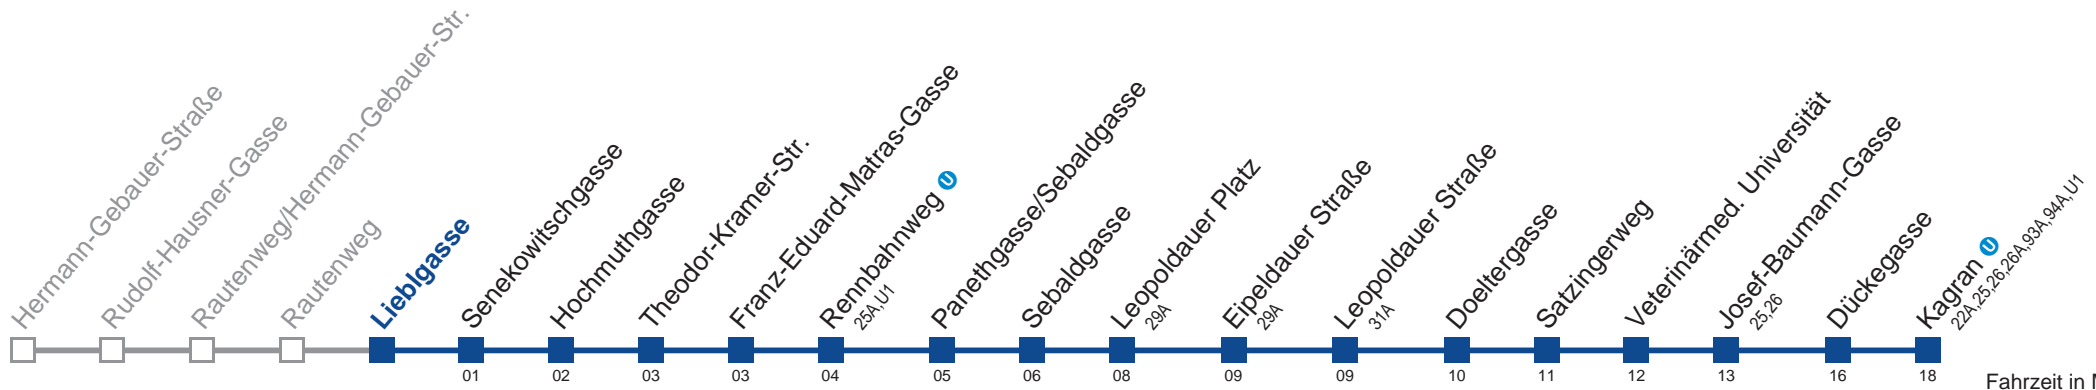 Hermann-Gebauer-Straße
Rudolf-Hausner-Gasse
Rautenweg/Hermann-Gebauer-Str.
Rautenweg
Lieblgasse
Senekowitschgasse
01
Hochmuthgasse
02
Theodor-Kramer-Str.
03
Franz-Eduard-Matras-Gasse
03
Rennbahnweg U
25A,U1
04
Panethgasse/Sebaldgasse
05
Sebaldgasse
06
Leopoldauer Platz
29A
08
Eipeldauer Straße
29A
09
Leopoldauer Straße
31A
09
Doeltergasse
10
Satzingerweg
11
Veterinärmed. Universität
12
Josef-Baumann-Gasse
25,26
13
Dückegasse
16
Kagran U
22A,25,26,26A,93A,94A,U1
18
Fahrzeit in